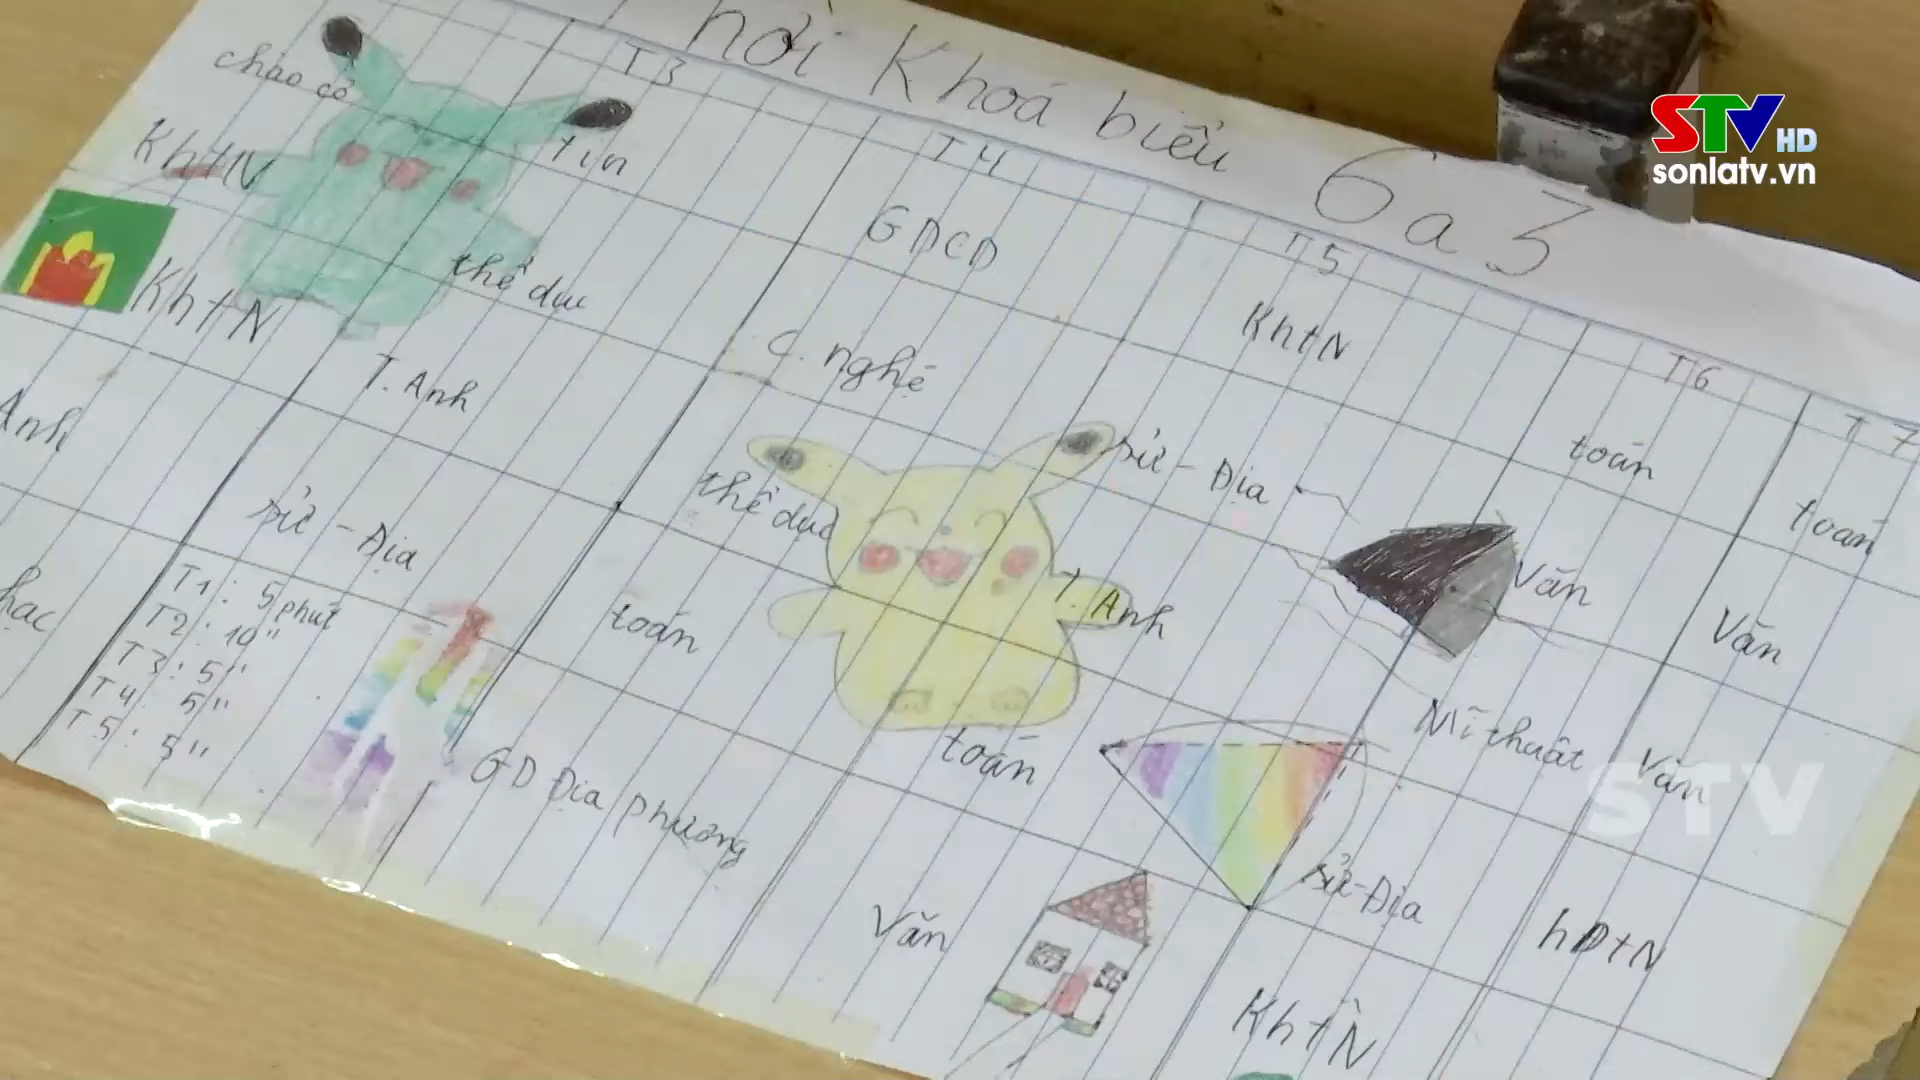 hời Khoá biểu 6a3
T3
T4
T5
T6
T7
chào cờ
tin
GDCD
KhtN
toán
toán
KhtN
thể dục
C. nghệ
sử - Địa
Văn
Văn
KhtN
T. Anh
thể dục
T. Anh
Mĩ thuật
Văn
Anh
sử - Địa
toán
toán
sử - Địa
hĐtN
hạc
GD Địa phương
Văn
KhtN
T1: 5 phút
T2: 10"
T3: 5"
T4: 5"
T5: 5"
STV HD
sonlatv.vn
STV